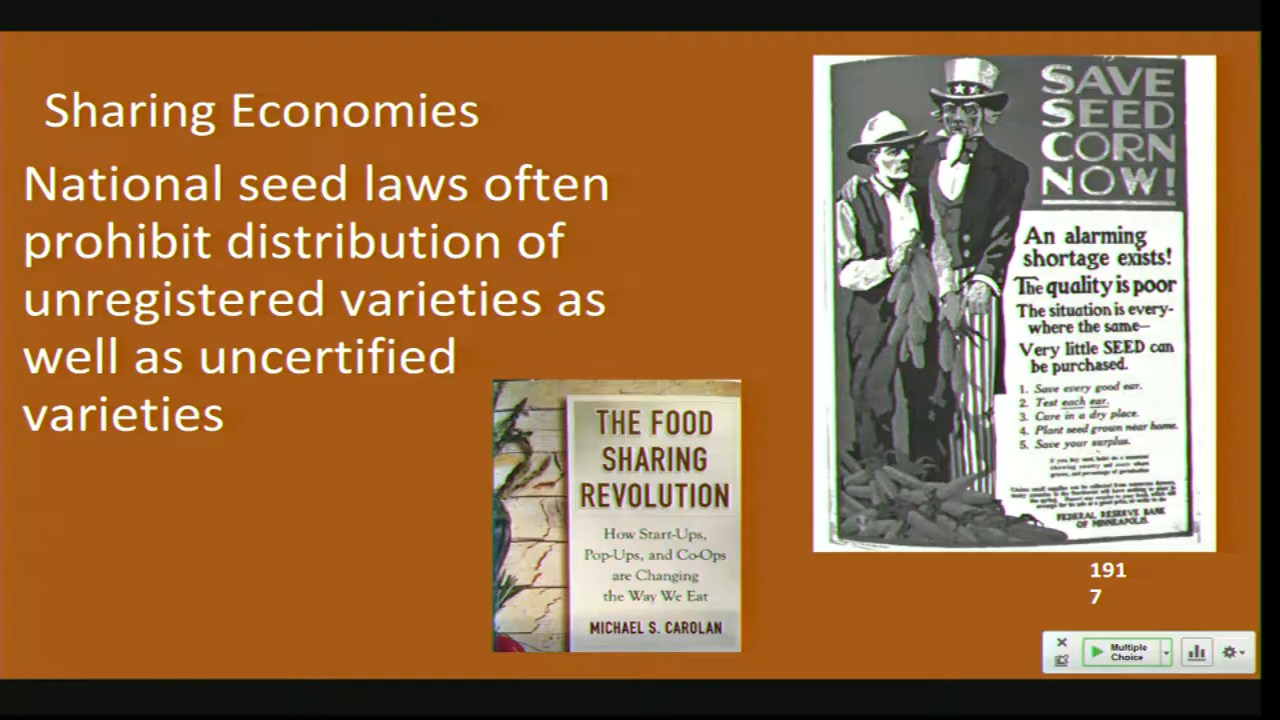 Sharing Economies
National seed laws often
prohibit distribution of
unregistered varieties as
well as uncertified
varieties
THE FOOD
SHARING
REVOLUTION
How Start-Ups,
Pop-Ups, and Co-Ops
are Changing
the Way We Eat
MICHAEL S. CAROLAN
SAVE
SEED
CORN
NOW!
An alarming
shortage exists!
The quality is poor
The situation is every-
where the same—
Very little SEED can
be purchased.
1. Save every good ear.
2. Test each ear.
3. Care in a dry place.
4. Plant seed grown near home.
5. Save your surplus.
FEDERAL RESERVE BANK
OF MINNEAPOLIS.
191
7
Multiple
Choice